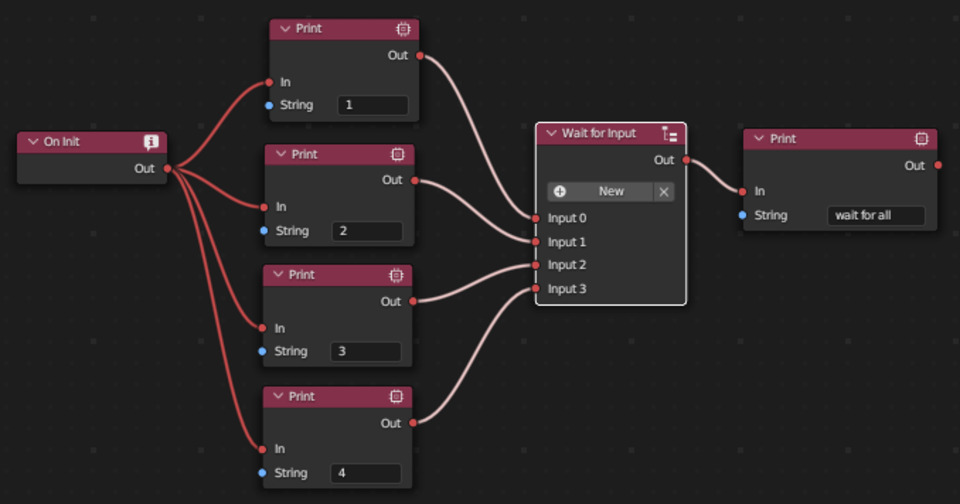 On Init
Out
Print
Out
In
String 1
Print
Out
In
String 2
Print
Out
In
String 3
Print
Out
In
String 4
Wait for Input
Out
New
Input 0
Input 1
Input 2
Input 3
Print
Out
In
String wait for all